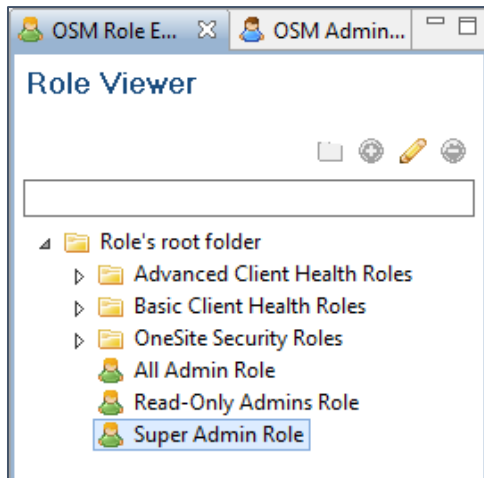 OSM Role E... OSM Admin...
Role Viewer
Role's root folder
Advanced Client Health Roles
Basic Client Health Roles
OneSite Security Roles
All Admin Role
Read-Only Admins Role
Super Admin Role